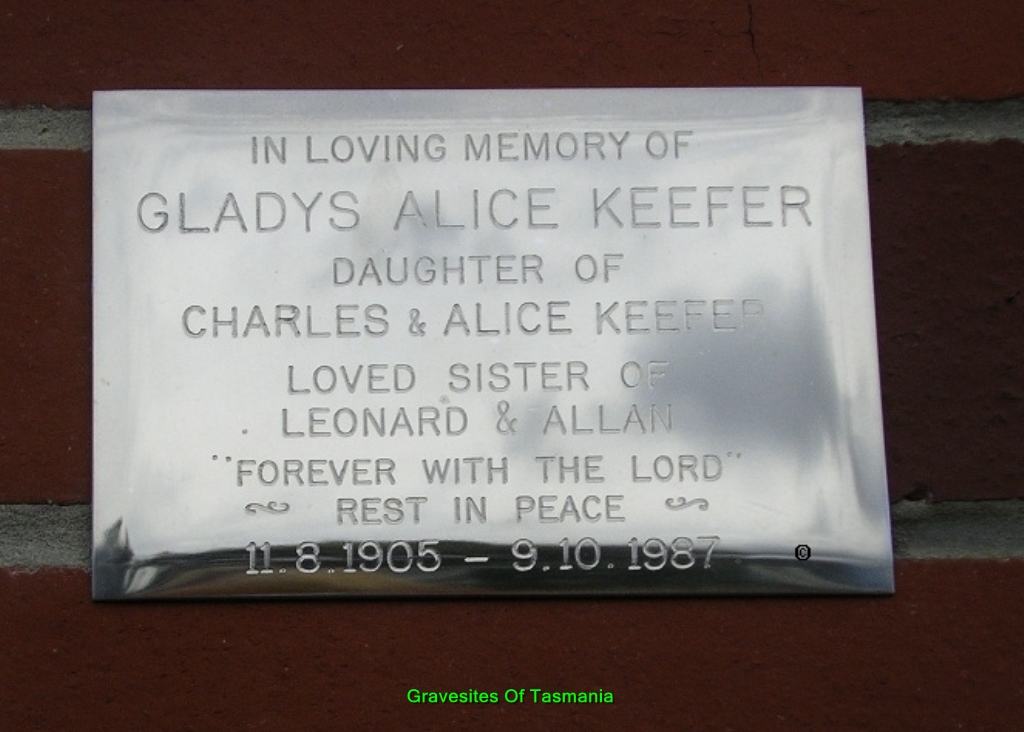 IN LOVING MEMORY OF
GLADYS ALICE KEEFER
DAUGHTER OF
CHARLES & ALICE KEEFER
LOVED SISTER OF
LEONARD & ALLAN
"FOREVER WITH THE LORD"
REST IN PEACE
11.8.1905 – 9.10.1987
©
Gravesites Of Tasmania